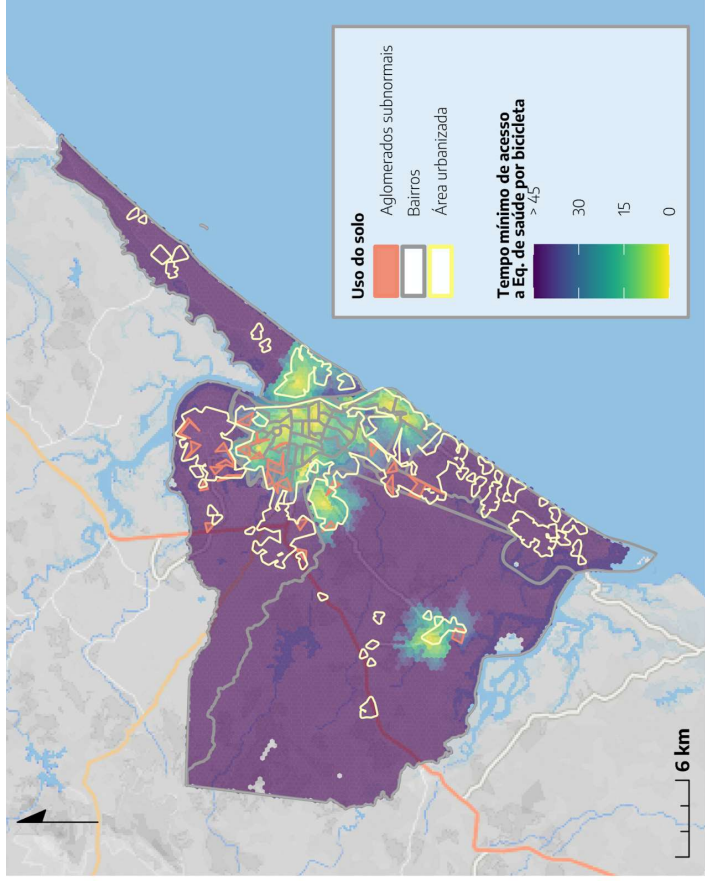 Uso do solo
Aglomerados subnormais
Bairros
Área urbanizada
Tempo mínimo de acesso
a Eq. de saúde por bicicleta
> 45
30
15
0
6 km